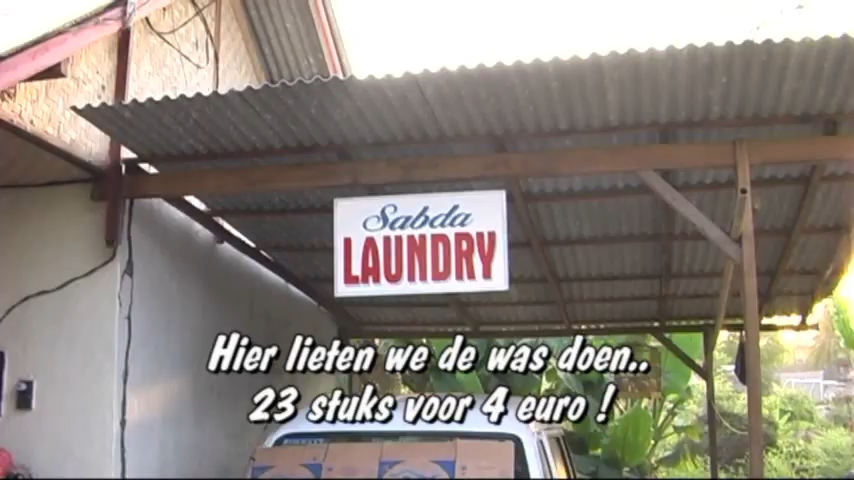 Sabda
LAUNDRY
Hier lieten we de was doen..
23 stuks voor 4 euro !